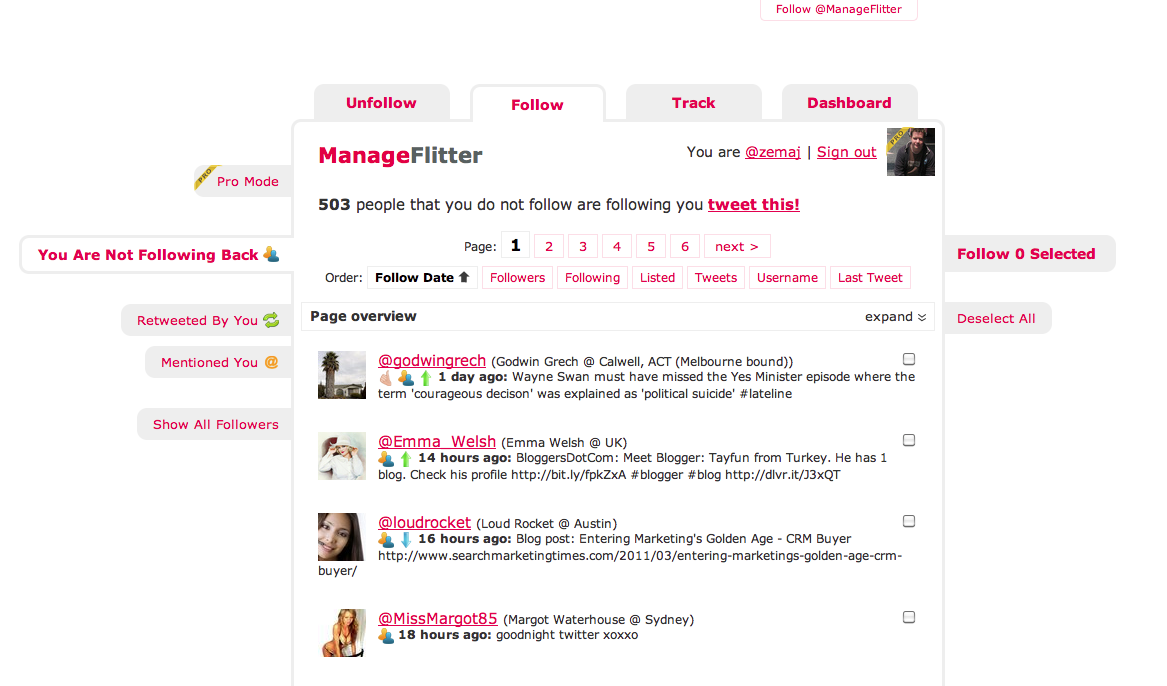 Follow @ManageFlitter
Unfollow
Follow
Track
Dashboard
ManageFlitter
You are @zemaj | Sign out
PRO
PRO
Pro Mode
503 people that you do not follow are following you tweet this!
Page: 1 2 3 4 5 6 next >
You Are Not Following Back
Follow 0 Selected
Order: Follow Date Followers Following Listed Tweets Username Last Tweet
Retweeted By You
Page overview
expand
Deselect All
Mentioned You @
Show All Followers
@godwingrech (Godwin Grech @ Calwell, ACT (Melbourne bound))
1 day ago: Wayne Swan must have missed the Yes Minister episode where the
term 'courageous decison' was explained as 'political suicide' #lateline
@Emma_Welsh (Emma Welsh @ UK)
14 hours ago: BloggersDotCom: Meet Blogger: Tayfun from Turkey. He has 1
blog. Check his profile http://bit.ly/fpkZxA #blogger #blog http://dlvr.it/J3xQT
@loudrocket (Loud Rocket @ Austin)
16 hours ago: Blog post: Entering Marketing's Golden Age - CRM Buyer
http://www.searchmarketingtimes.com/2011/03/entering-marketings-golden-age-crm-
buyer/
@MissMargot85 (Margot Waterhouse @ Sydney)
18 hours ago: goodnight twitter xoxxo